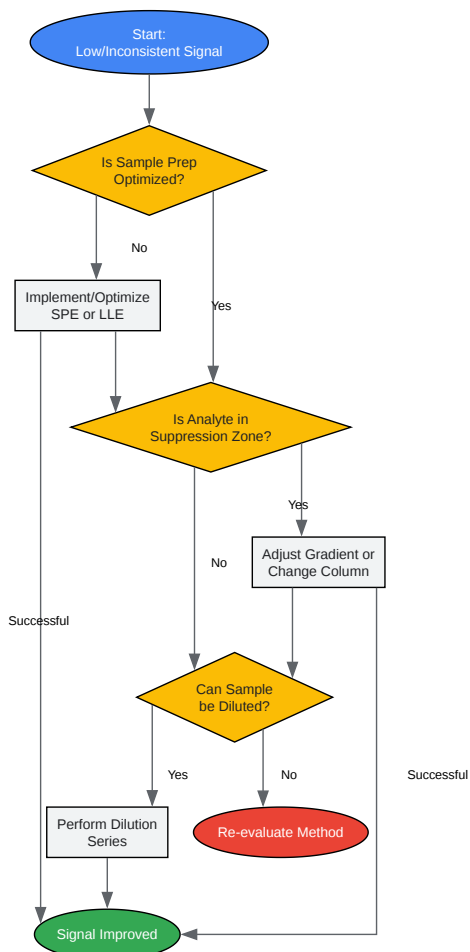 Start:
Low/Inconsistent Signal
Is Sample Prep
Optimized?
No
Implement/Optimize
SPE or LLE
Yes
Is Analyte in
Suppression Zone?
Yes
No
Adjust Gradient or
Change Column
Successful
Can Sample
be Diluted?
Yes
No
Successful
Perform Dilution
Series
Re-evaluate Method
Signal Improved